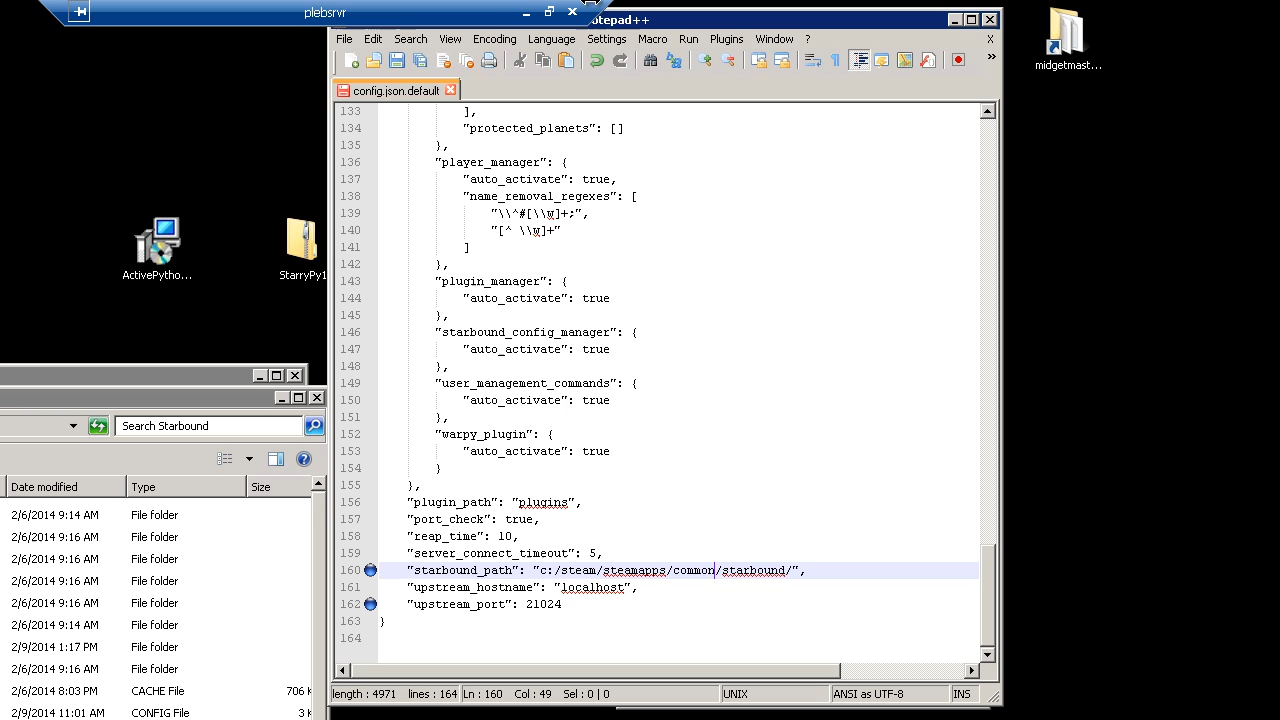 plebsrvr
otepad++
File Edit Search View Encoding Language Settings Macro Run Plugins Window ? X
config.json.default
133 ],
134 "protected_planets": []
135 },
136 "player_manager": {
137 "auto_activate": true,
138 "name_removal_regexes": [
139 "\\^#[\\w]+;",
140 "[^ \\w]+"
141 ]
142 },
143 "plugin_manager": {
144 "auto_activate": true
145 },
146 "starbound_config_manager": {
147 "auto_activate": true
148 },
149 "user_management_commands": {
150 "auto_activate": true
151 },
152 "warpy_plugin": {
153 "auto_activate": true
154 }
155 },
156 "plugin_path": "plugins",
157 "port_check": true,
158 "reap_time": 10,
159 "server_connect_timeout": 5,
160 "starbound_path": "c:/steam/steamapps/common/starbound/",
161 "upstream_hostname": "localhost",
162 "upstream_port": 21024
163 }
164
length : 4971 lines : 164 Ln : 160 Col : 49 Sel : 0 | 0 UNIX ANSI as UTF-8 INS
midgetmast...
ActivePytho...
StarryPy1
Search Starbound
Date modified Type Size
2/6/2014 9:14 AM File folder
2/6/2014 9:16 AM File folder
2/6/2014 9:16 AM File folder
2/6/2014 9:16 AM File folder
2/6/2014 9:14 AM File folder
2/6/2014 9:14 AM File folder
2/9/2014 1:17 PM File folder
2/6/2014 9:16 AM File folder
2/6/2014 8:03 PM CACHE File 706 K
2/9/2014 11:01 AM CONFIG File 3 K